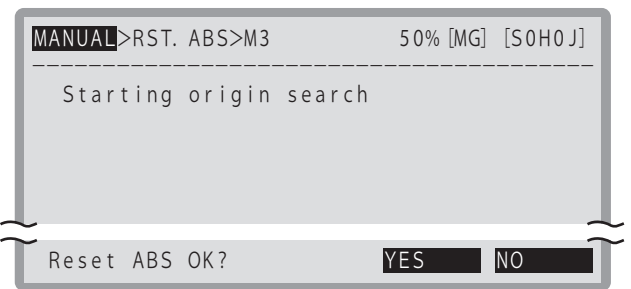 MANUAL>RST. ABS>M3 50% [MG] [S0H0J]
Starting origin search
Reset ABS OK? YES NO